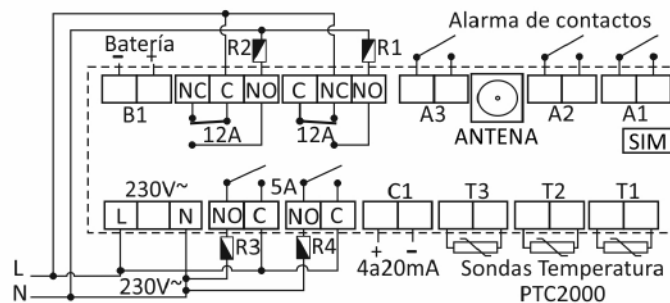 Alarma de contactos
Batería R2 R1
- +
NC C NO C NC NO
B1 12A 12A A3 ANTENA A2 A1
SIM
230V~ 5A C1 T3 T2 T1
L N NO C NO C
R3 R4 + -
4a20mA Sondas Temperatura
PTC2000
L
N 230V~